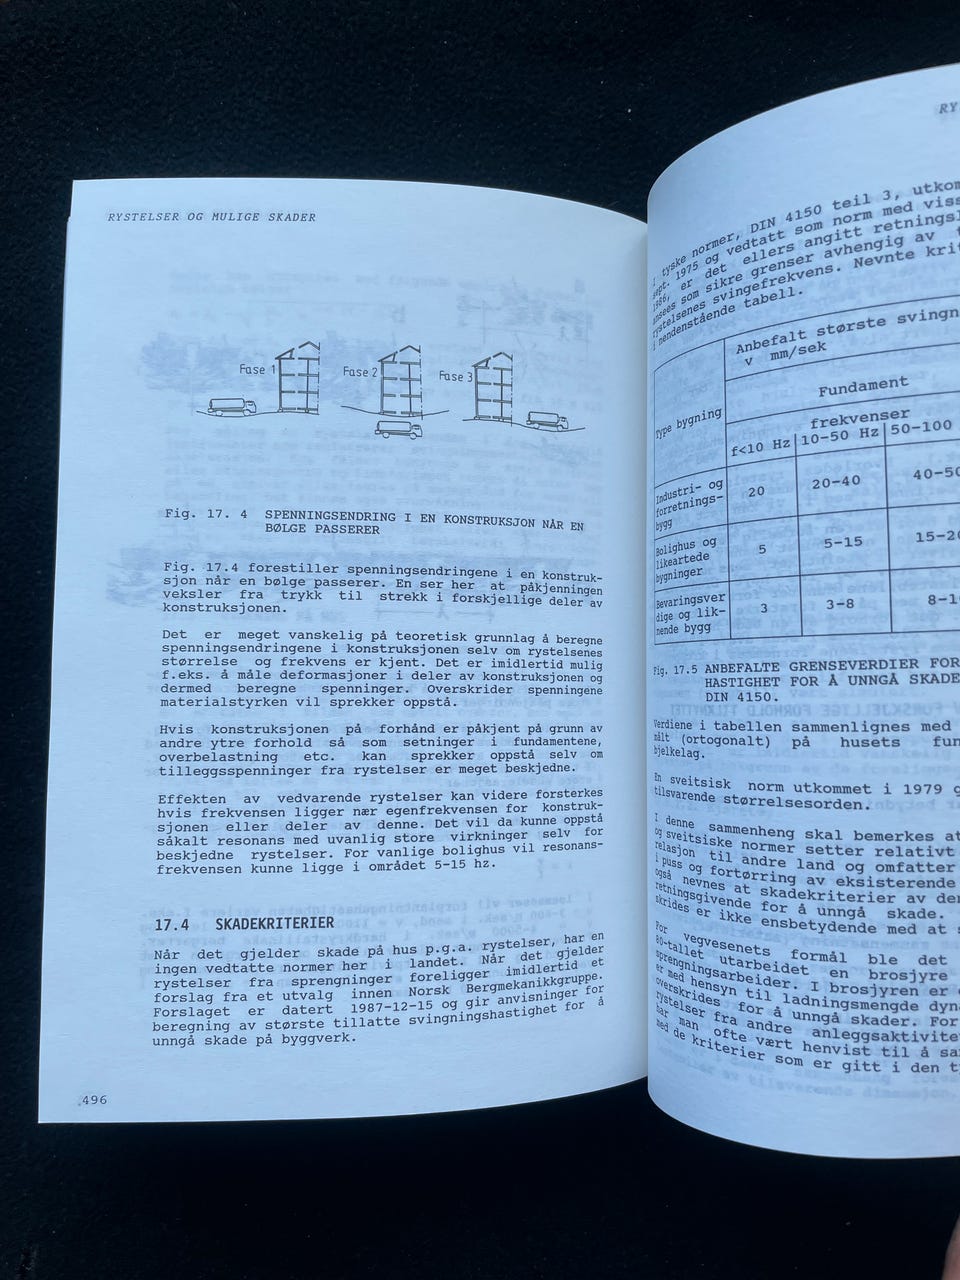 RYSTELSER OG MULIGE SKADER
Fase 1
Fase 2
Fase 3
Fig. 17. 4 SPENNINGSENDRING I EN KONSTRUKSJON NÅR EN
BØLGE PASSERER
Fig. 17.4 forestiller spenningsendringene i en konstruk-
sjon når en bølge passerer. En ser her at påkjenningen
veksler fra trykk til strekk i forskjellige deler av
konstruksjonen.
Det er meget vanskelig på teoretisk grunnlag å beregne
spenningsendringene i konstruksjonen selv om rystelsenes
størrelse og frekvens er kjent. Det er imidlertid mulig
f.eks. å måle deformasjoner i deler av konstruksjonen og
dermed beregne spenninger. Overskrider spenningene
materialstyrken vil sprekker oppstå.
Hvis konstruksjonen på forhånd er påkjent på grunn av
andre ytre forhold så som setninger i fundamentene,
overbelastning etc. kan sprekker oppstå selv om
tilleggsspenninger fra rystelser er meget beskjedne.
Effekten av vedvarende rystelser kan videre forsterkes
hvis frekvensen ligger nær egenfrekvensen for konstruk-
sjonen eller deler av denne. Det vil da kunne oppstå
såkalt resonans med uvanlig store virkninger selv for
beskjedne rystelser. For vanlige bolighus vil resonans-
frekvensen kunne ligge i området 5-15 hz.
17.4 SKADEKRITERIER
Når det gjelder skade på hus p.g.a. rystelser, har en
ingen vedtatte normer her i landet. Når det gjelder
rystelser fra sprengninger foreligger imidlertid et
forslag fra et utvalg innen Norsk Bergmekanikkgruppe.
Forslaget er datert 1987-12-15 og gir anvisninger for
beregning av største tillatte svingningshastighet for å
unngå skade på byggverk.
496
RY
I tyske normer, DIN 4150 teil 3, utkom
sept. 1975 og vedtatt som norm med viss
1986, er det ellers angitt retningsl
ansees som sikre grenser avhengig av
rystelsenes svingefrekvens. Nevnte krit
i nendenstående tabell.
Type bygning
Anbefalt største svingn
v mm/sek
Fundament
frekvenser
f<10 Hz 10-50 Hz 50-100
Industri- og
forretnings-
bygg
20 20-40 40-50
Bolighus og
likeartede
bygninger
5 5-15 15-20
Bevaringsver
dige og lik-
nende bygg
3 3-8 8-1
Fig. 17.5 ANBEFALTE GRENSEVERDIER FOR
HASTIGHET FOR Å UNNGÅ SKADE
DIN 4150.
Verdiene i tabellen sammenlignes med
målt (ortogonalt) på husets fun
bjelkelag.
En sveitsisk norm utkommet i 1979 g
tilsvarende størrelsesorden.
I denne sammenheng skal bemerkes at
og sveitsiske normer setter relativt
relasjon til andre land og omfatter
i puss og fortørring av eksisterende
også nevnes at skadekriterier av den
retningsgivende for å unngå skade.
skrides er ikke ensbetydende med at s
For vegvesenets formål ble det
80-tallet utarbeidet en brosjyre
sprengningsarbeider. I brosjyren er
er med hensyn til ladningsmengde dyna
overskrides for å unngå skader. For
rystelser fra andre anleggsaktivite
har man ofte vært henvist til å sa
med de kriterier som er gitt i den t